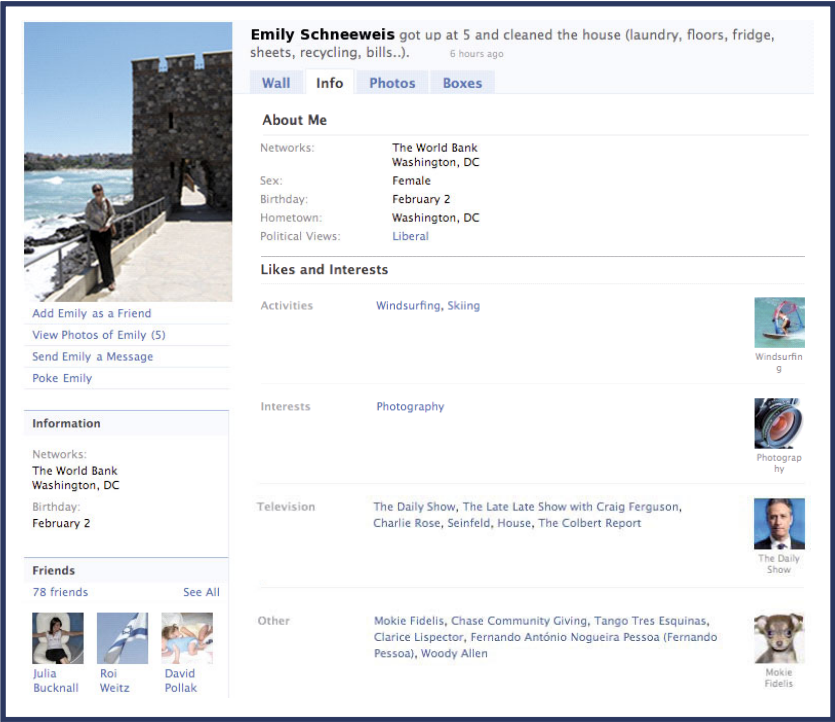 Emily Schneeweis got up at 5 and cleaned the house (laundry, floors, fridge,
sheets, recycling, bills..). 6 hours ago
Wall Info Photos Boxes
About Me
Networks: The World Bank
Washington, DC
Sex: Female
Birthday: February 2
Hometown: Washington, DC
Political Views: Liberal
Likes and Interests
Activities Windsurfing, Skiing
Windsurfin
g
Interests Photography
Photograp
hy
Television The Daily Show, The Late Late Show with Craig Ferguson,
Charlie Rose, Seinfeld, House, The Colbert Report
The Daily
Show
Other Mokie Fidelis, Chase Community Giving, Tango Tres Esquinas,
Clarice Lispector, Fernando António Nogueira Pessoa (Fernando
Pessoa), Woody Allen
Mokie
Fidelis
Add Emily as a Friend
View Photos of Emily (5)
Send Emily a Message
Poke Emily
Information
Networks:
The World Bank
Washington, DC
Birthday:
February 2
Friends
78 friends See All
Julia
Bucknall
Roi
Weitz
David
Pollak